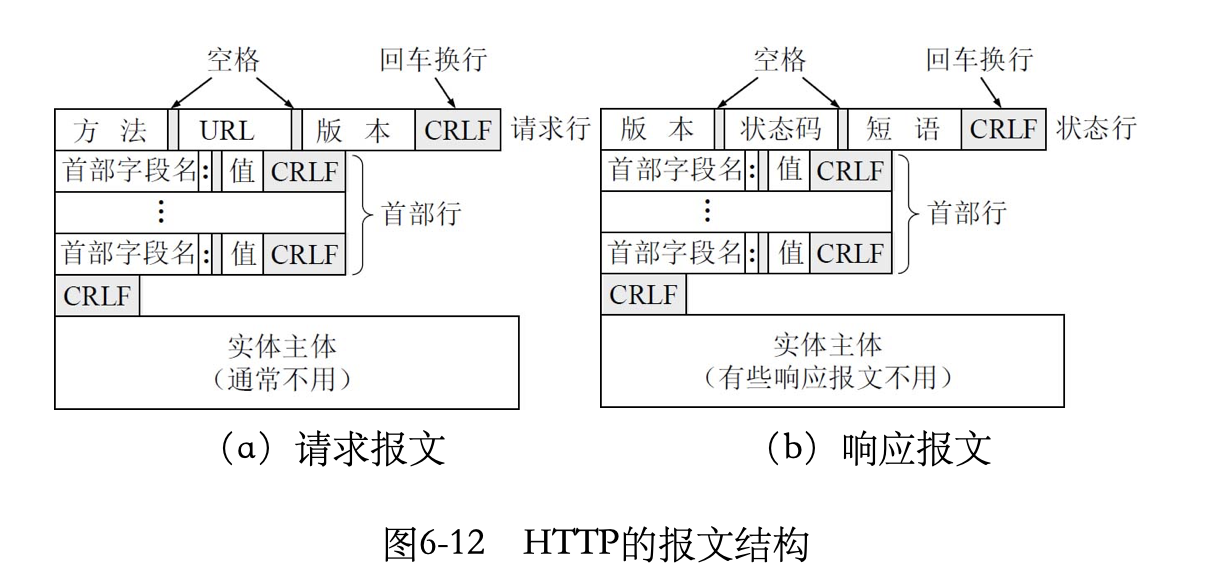 空格 回车换行
方 法 URL 版 本 CRLF 请求行
首部字段名: 值 CRLF
⋮ 首部行
首部字段名: 值 CRLF
CRLF
实体主体
（通常不用）
（a）请求报文
空格 回车换行
版 本 状态码 短 语 CRLF 状态行
首部字段名: 值 CRLF
⋮ 首部行
首部字段名: 值 CRLF
CRLF
实体主体
（有些响应报文不用）
（b）响应报文
图6-12 HTTP的报文结构